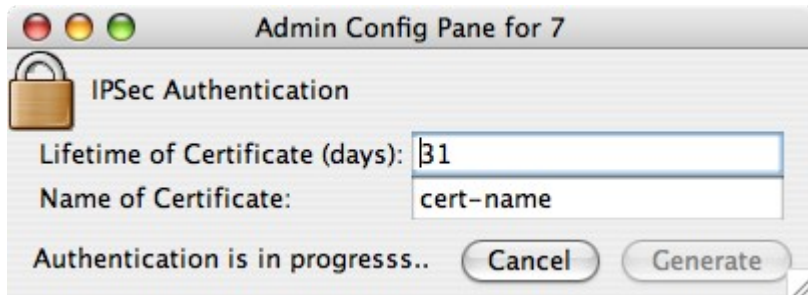 Admin Config Pane for 7
IPSec Authentication
Lifetime of Certificate (days): 31
Name of Certificate: cert-name
Authentication is in progresss.. Cancel Generate